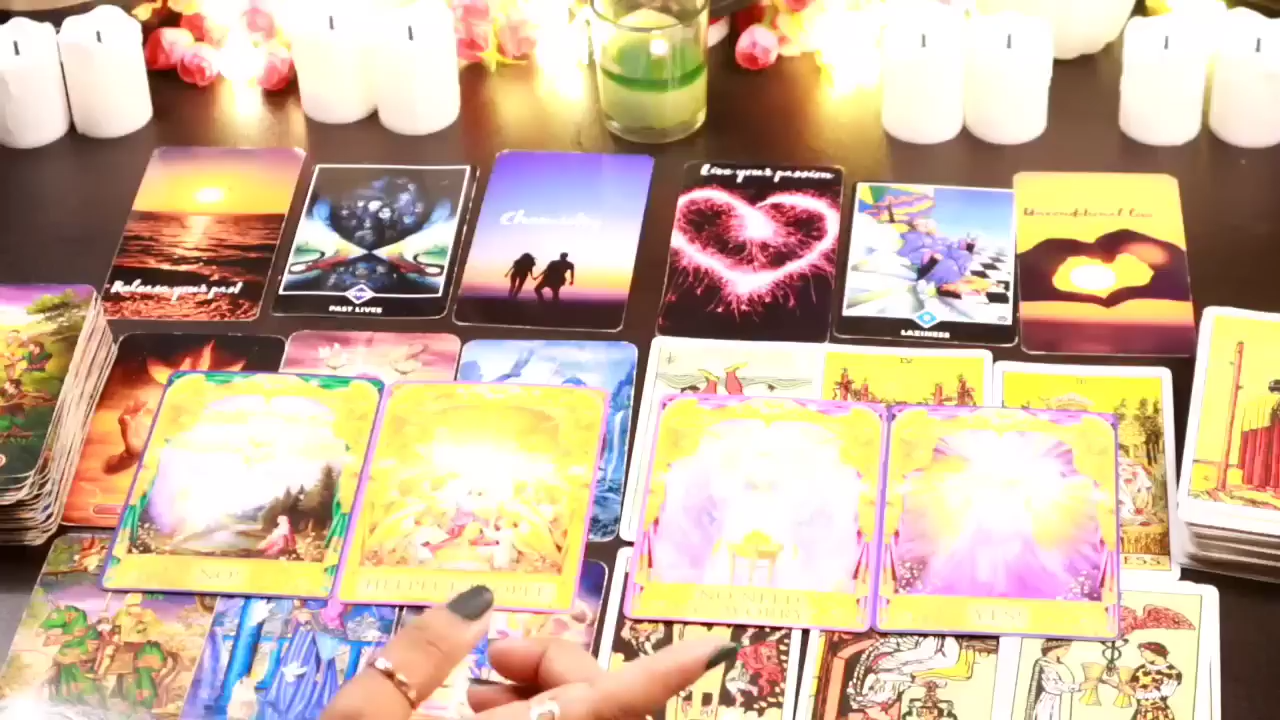 Live your passion
Chemistry
Unconditional love
Release your past
PAST LIVES
LAZINESS
ESS.
NO!
HELPFUL PEOPLE
NO NEED
TO WORRY
YES!